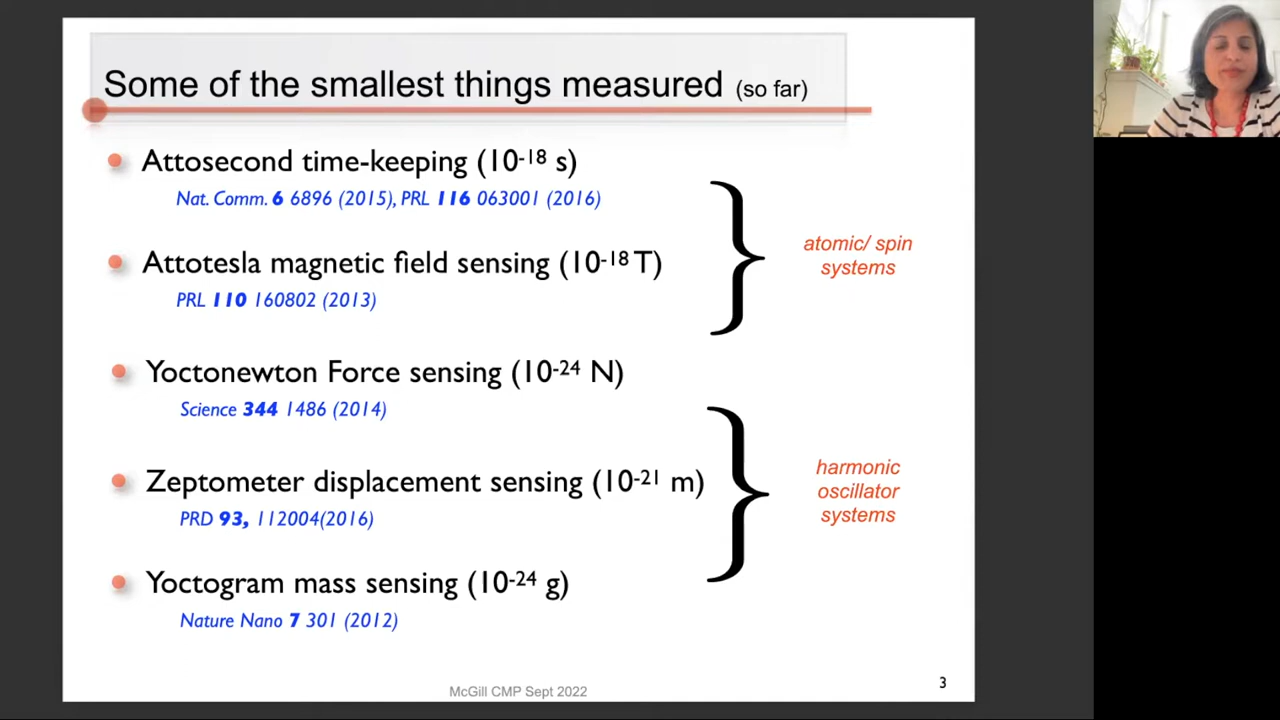 Some of the smallest things measured (so far)
Attosecond time-keeping (10⁻¹⁸ s)
Nat. Comm. 6 6896 (2015), PRL 116 063001 (2016)
Attotesla magnetic field sensing (10⁻¹⁸ T)
PRL 110 160802 (2013)
atomic/ spin
systems
Yoctonewton Force sensing (10⁻²⁴ N)
Science 344 1486 (2014)
Zeptometer displacement sensing (10⁻²¹ m)
PRD 93, 112004(2016)
Yoctogram mass sensing (10⁻²⁴ g)
Nature Nano 7 301 (2012)
harmonic
oscillator
systems
McGill CMP Sept 2022
3